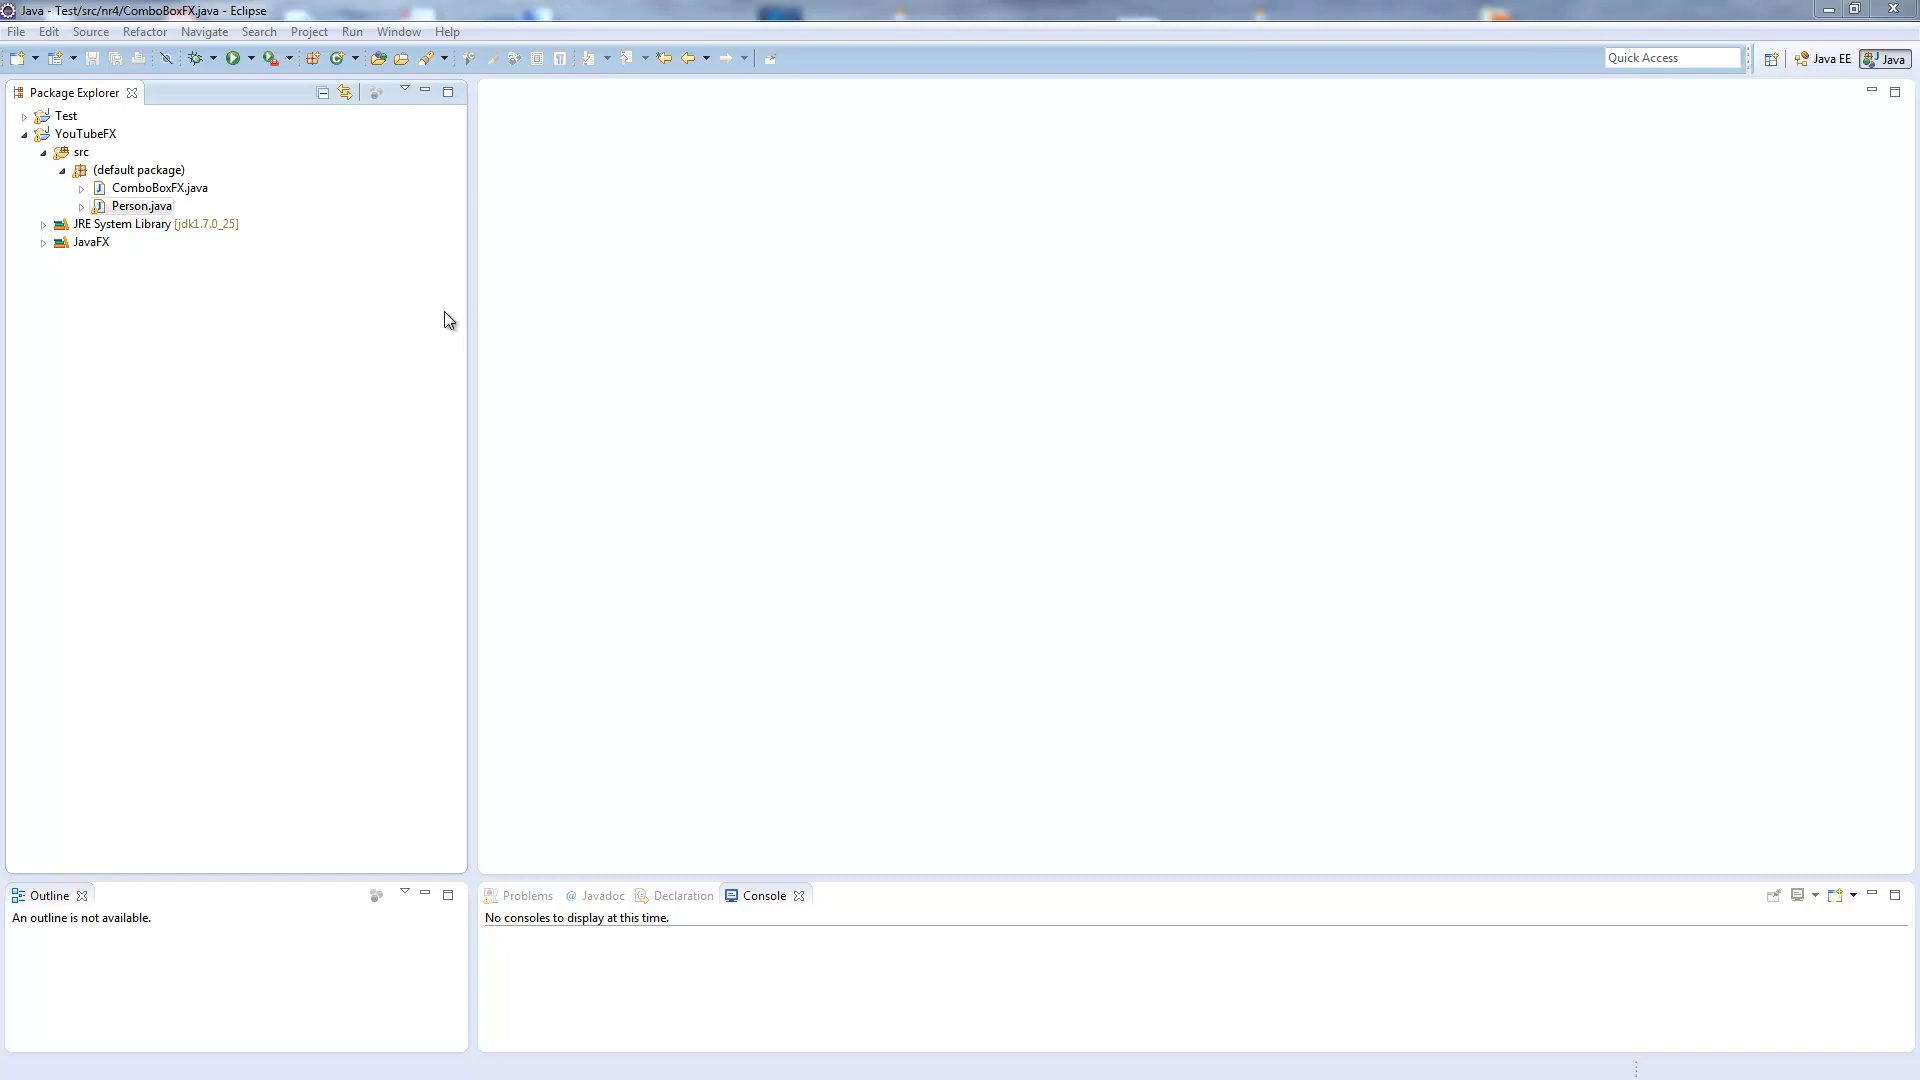 Java - Test/src/nr4/ComboBoxFX.java - Eclipse
File Edit Source Refactor Navigate Search Project Run Window Help
Quick Access
Java EE
Java
Package Explorer
Test
YouTubeFX
src
(default package)
ComboBoxFX.java
Person.java
JRE System Library [jdk1.7.0_25]
JavaFX
Outline
An outline is not available.
Problems @ Javadoc Declaration Console
No consoles to display at this time.